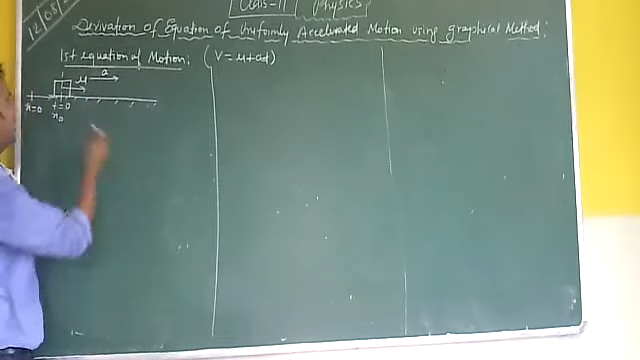 12/05/
Class-11 Physics
Derivation of Equation of Uniformly Accelerated Motion using graphical Method:
1st equation of Motion: (V=u+at)
a
u
x=0 t=0
x0